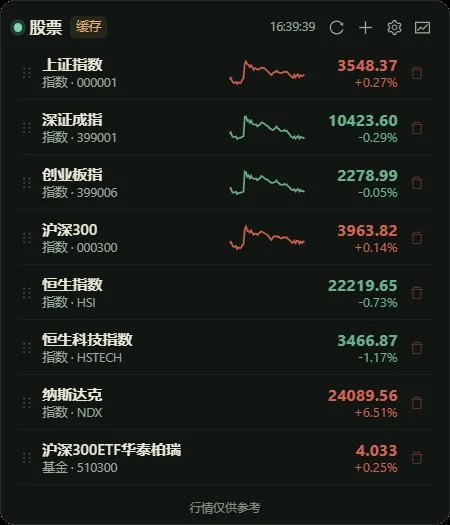 股票 缓存 16:39:39
上证指数 3548.37
指数 · 000001 +0.27%
深证成指 10423.60
指数 · 399001 -0.29%
创业板指 2278.99
指数 · 399006 -0.05%
沪深300 3963.82
指数 · 000300 +0.14%
恒生指数 22219.65
指数 · HSI -0.73%
恒生科技指数 3466.87
指数 · HSTECH -1.17%
纳斯达克 24089.56
指数 · NDX +6.51%
沪深300ETF华泰柏瑞 4.033
基金 · 510300 +0.25%
行情仅供参考